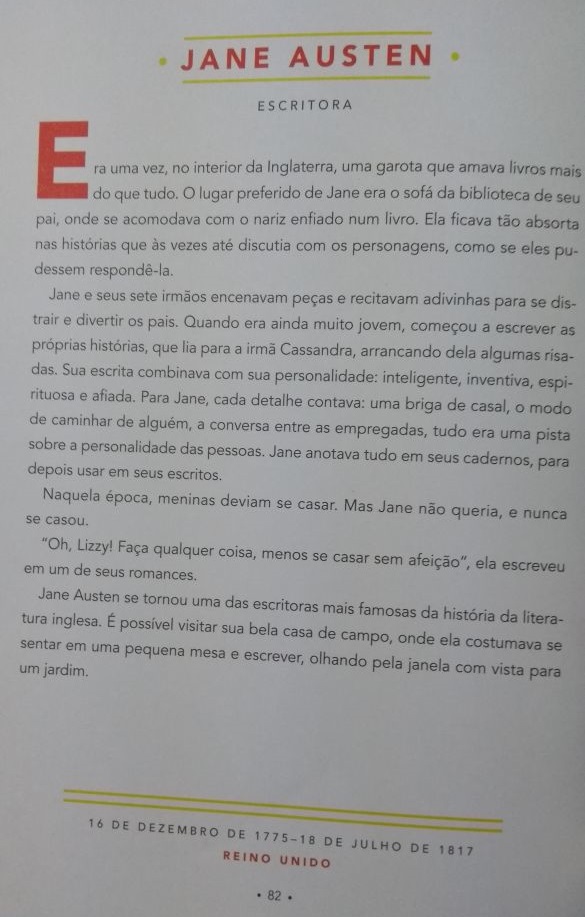 • JANE AUSTEN •
ESCRITORA
Era uma vez, no interior da Inglaterra, uma garota que amava livros mais
do que tudo. O lugar preferido de Jane era o sofá da biblioteca de seu
pai, onde se acomodava com o nariz enfiado num livro. Ela ficava tão absorta
nas histórias que às vezes até discutia com os personagens, como se eles pu-
dessem respondê-la.
Jane e seus sete irmãos encenavam peças e recitavam adivinhas para se dis-
trair e divertir os pais. Quando era ainda muito jovem, começou a escrever as
próprias histórias, que lia para a irmã Cassandra, arrancando dela algumas risa-
das. Sua escrita combinava com sua personalidade: inteligente, inventiva, espi-
rituosa e afiada. Para Jane, cada detalhe contava: uma briga de casal, o modo
de caminhar de alguém, a conversa entre as empregadas, tudo era uma pista
sobre a personalidade das pessoas. Jane anotava tudo em seus cadernos, para
depois usar em seus escritos.
Naquela época, meninas deviam se casar. Mas Jane não queria, e nunca
se casou.
“Oh, Lizzy! Faça qualquer coisa, menos se casar sem afeição”, ela escreveu
em um de seus romances.
Jane Austen se tornou uma das escritoras mais famosas da história da litera-
tura inglesa. É possível visitar sua bela casa de campo, onde ela costumava se
sentar em uma pequena mesa e escrever, olhando pela janela com vista para
um jardim.
16 DE DEZEMBRO DE 1775–18 DE JULHO DE 1817
REINO UNIDO
• 82 •